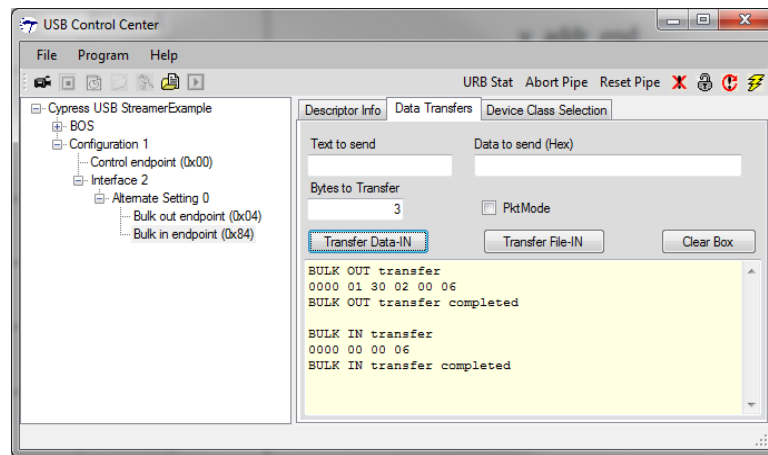 USB Control Center
File Program Help
URB Stat Abort Pipe Reset Pipe
Cypress USB StreamerExample
BOS
Configuration 1
Control endpoint (0x00)
Interface 2
Alternate Setting 0
Bulk out endpoint (0x04)
Bulk in endpoint (0x84)
Descriptor Info Data Transfers Device Class Selection
Text to send Data to send (Hex)
Bytes to Transfer
3 PktMode
Transfer Data-IN Transfer File-IN Clear Box
BULK OUT transfer
0000 01 30 02 00 06
BULK OUT transfer completed
BULK IN transfer
0000 00 00 06
BULK IN transfer completed